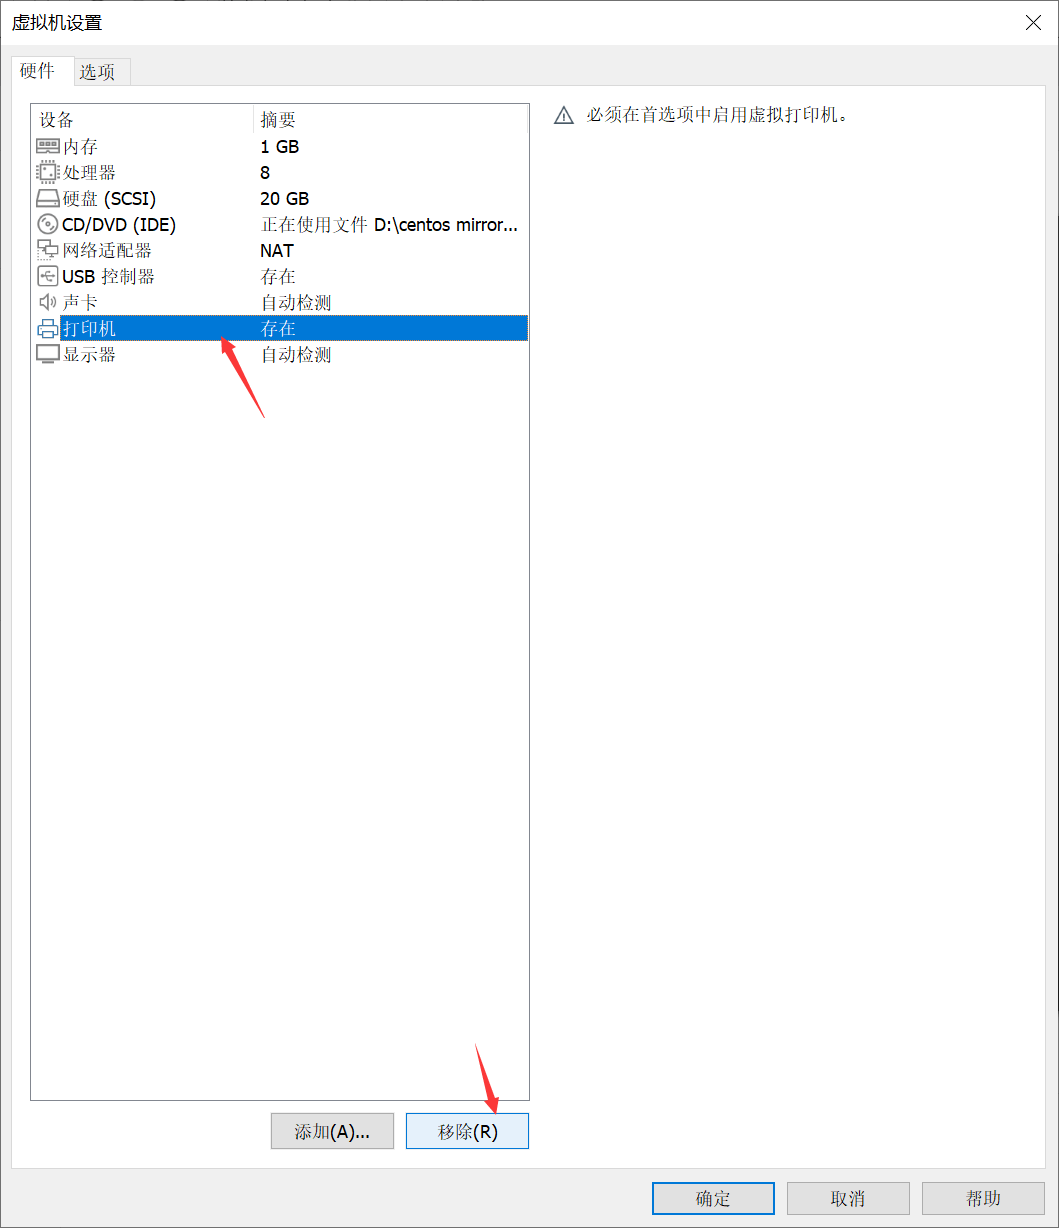 虚拟机设置
硬件 选项
设备 摘要
内存 1 GB
处理器 8
硬盘 (SCSI) 20 GB
CD/DVD (IDE) 正在使用文件 D:\centos mirror...
网络适配器 NAT
USB 控制器 存在
声卡 自动检测
打印机 存在
显示器 自动检测
必须在首选项中启用虚拟打印机。
添加(A)... 移除(R)
确定 取消 帮助